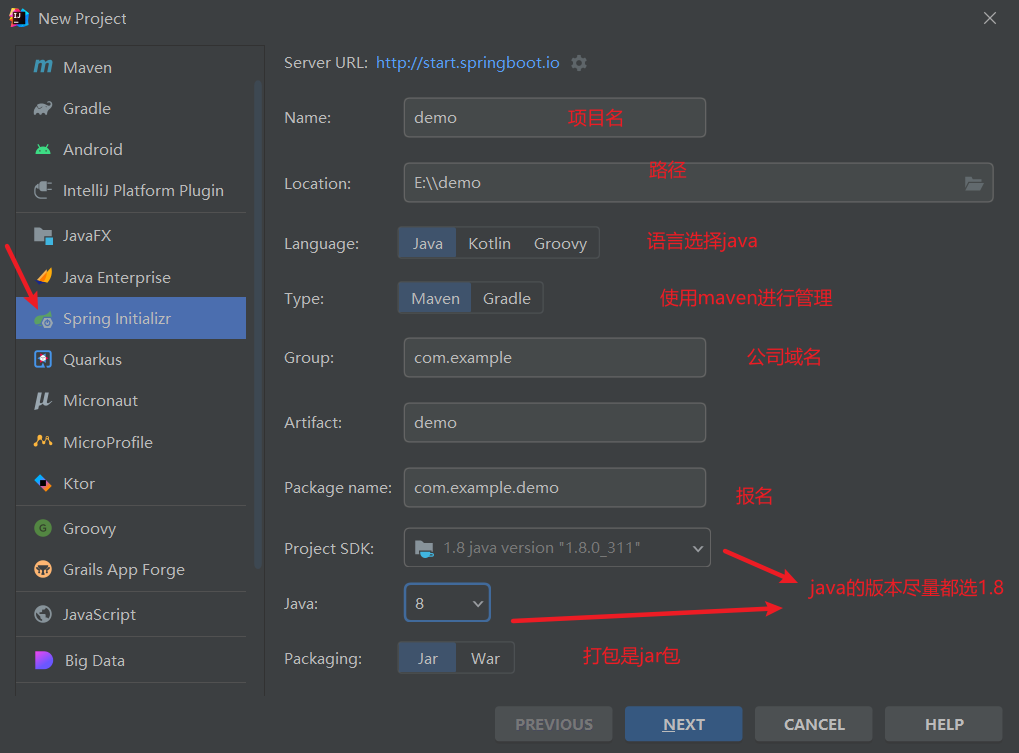 New Project
Maven
Gradle
Android
IntelliJ Platform Plugin
JavaFX
Java Enterprise
Spring Initializr
Quarkus
Micronaut
MicroProfile
Ktor
Groovy
Grails App Forge
JavaScript
Big Data
Server URL: http://start.springboot.io
Name: demo 项目名
Location: E:\\demo 路径
Language: Java Kotlin Groovy 语言选择java
Type: Maven Gradle 使用maven进行管理
Group: com.example 公司域名
Artifact: demo
Package name: com.example.demo 报名
Project SDK: 1.8 java version "1.8.0_311"
java的版本尽量都选1.8
Java: 8
Packaging: Jar War 打包是jar包
PREVIOUS NEXT CANCEL HELP